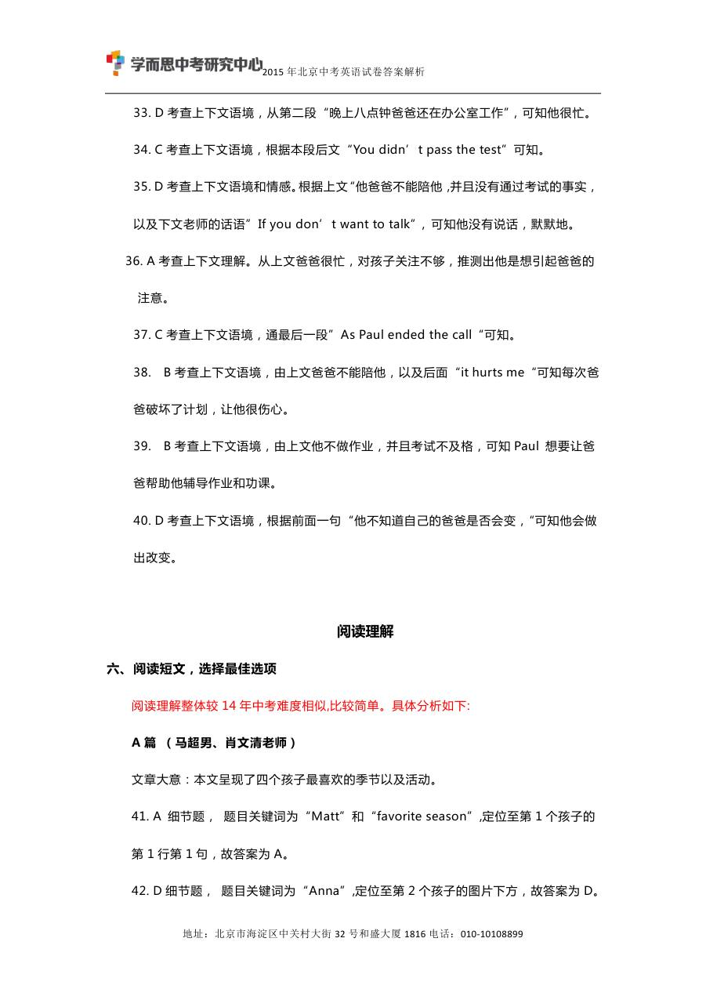 学而思中考研究中心2015 年北京中考英语试卷答案解析
33. D 考查上下文语境，从第二段“晚上八点钟爸爸还在办公室工作”，可知他很忙。
34. C 考查上下文语境，根据本段后文“You didn’t pass the test”可知。
35. D 考查上下文语境和情感。根据上文“他爸爸不能陪他，并且没有通过考试的事实，
以及下文老师的话语”If you don’t want to talk”，可知他没有说话，默默地。
36. A 考查上下文理解。从上文爸爸很忙，对孩子关注不够，推测出他是想引起爸爸的
注意。
37. C 考查上下文语境，通最后一段”As Paul ended the call“可知。
38. B 考查上下文语境，由上文爸爸不能陪他，以及后面“it hurts me“可知每次爸
爸破坏了计划，让他很伤心。
39. B 考查上下文语境，由上文他不做作业，并且考试不及格，可知 Paul 想要让爸
爸帮助他辅导作业和功课。
40. D 考查上下文语境，根据前面一句“他不知道自己的爸爸是否会变，“可知他会做
出改变。
阅读理解
六、阅读短文，选择最佳选项
阅读理解整体较 14 年中考难度相似,比较简单。具体分析如下:
A 篇 （马超男、肖文清老师）
文章大意：本文呈现了四个孩子最喜欢的季节以及活动。
41. A 细节题， 题目关键词为“Matt”和“favorite season”,定位至第 1 个孩子的
第 1 行第 1 句，故答案为 A。
42. D 细节题， 题目关键词为“Anna”,定位至第 2 个孩子的图片下方，故答案为 D。
地址：北京市海淀区中关村大街 32 号和盛大厦 1816 电话：010-10108899